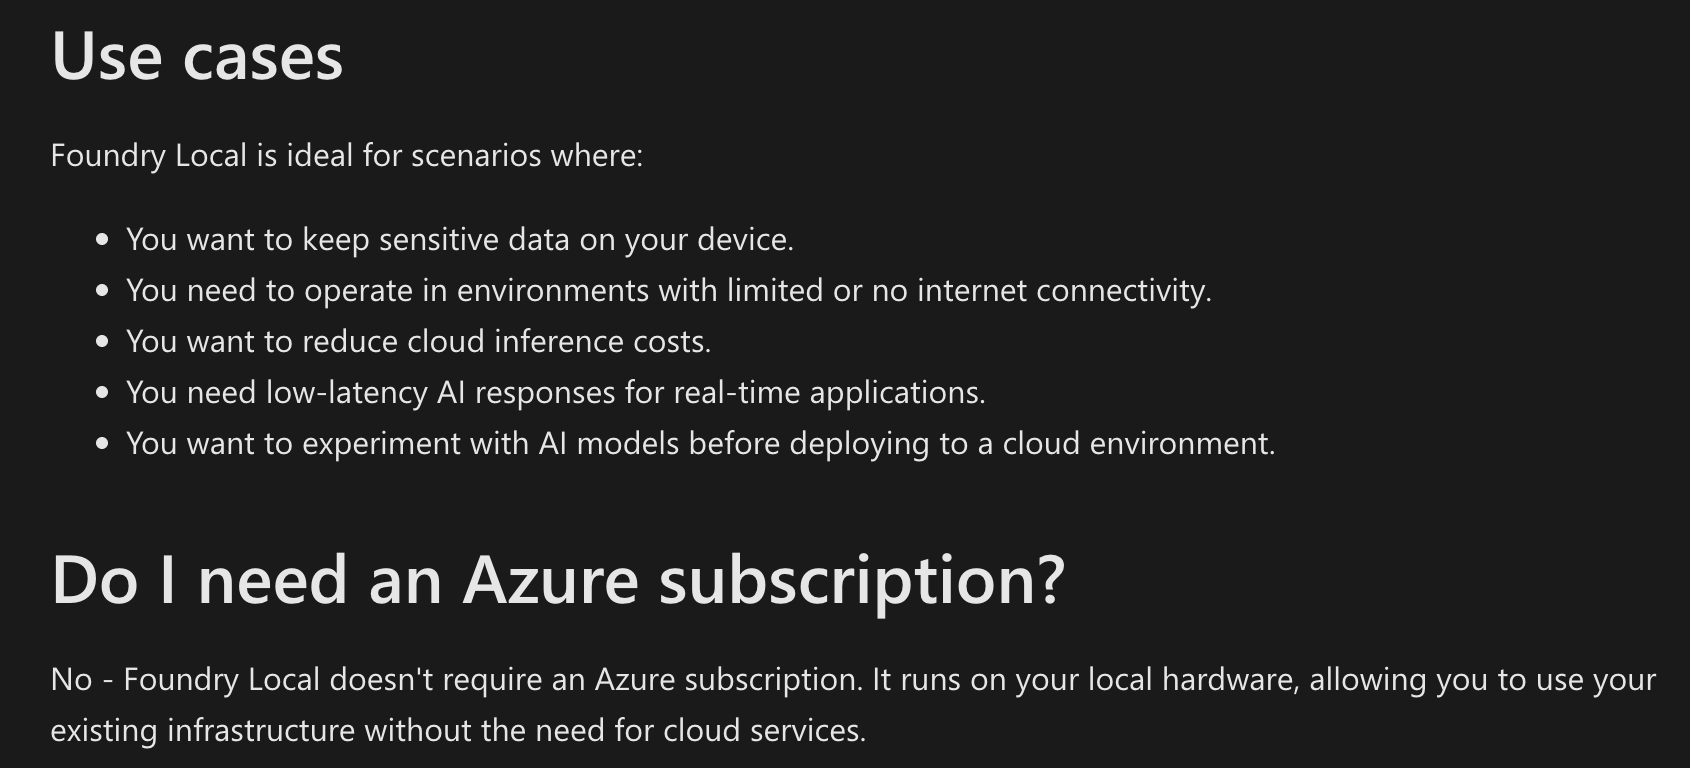 Use cases
Foundry Local is ideal for scenarios where:
• You want to keep sensitive data on your device.
• You need to operate in environments with limited or no internet connectivity.
• You want to reduce cloud inference costs.
• You need low-latency AI responses for real-time applications.
• You want to experiment with AI models before deploying to a cloud environment.
Do I need an Azure subscription?
No - Foundry Local doesn't require an Azure subscription. It runs on your local hardware, allowing you to use your
existing infrastructure without the need for cloud services.